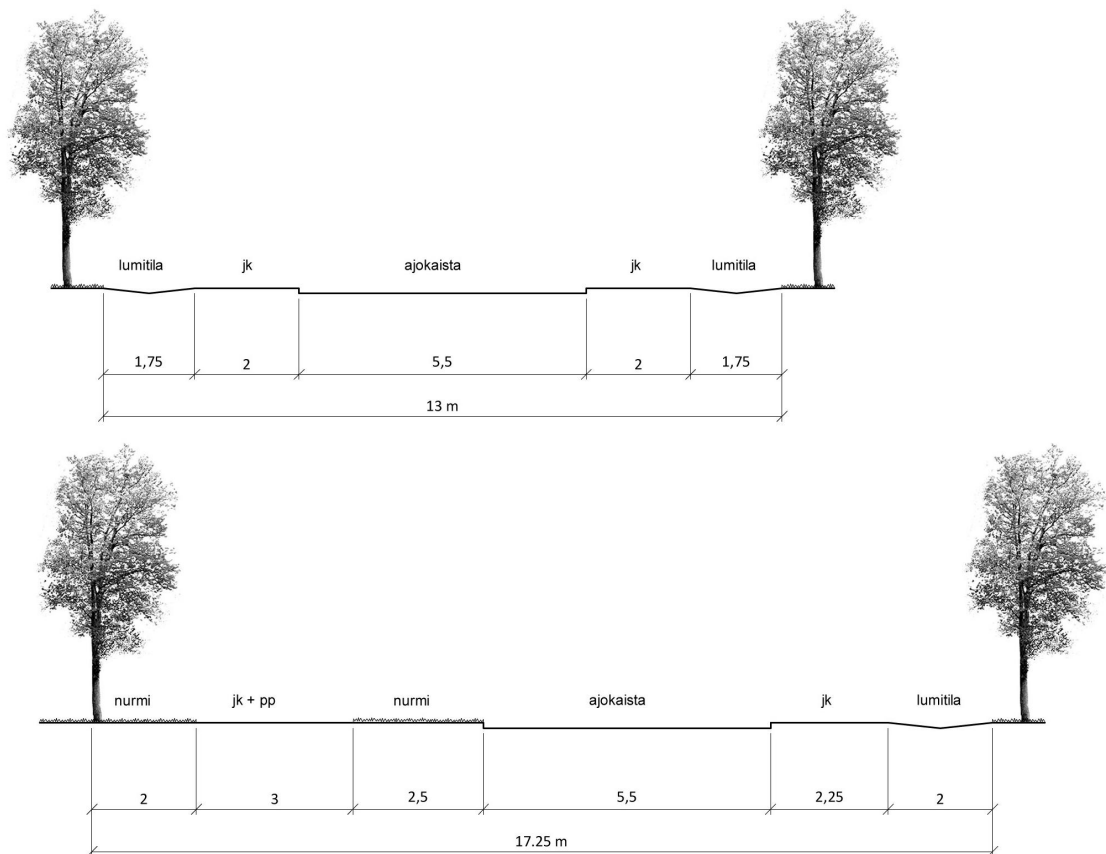 lumitila jk ajokaista jk lumitila
1,75 2 5,5 2 1,75
13 m
nurmi jk + pp nurmi ajokaista jk lumitila
2 3 2,5 5,5 2,25 2
17.25 m